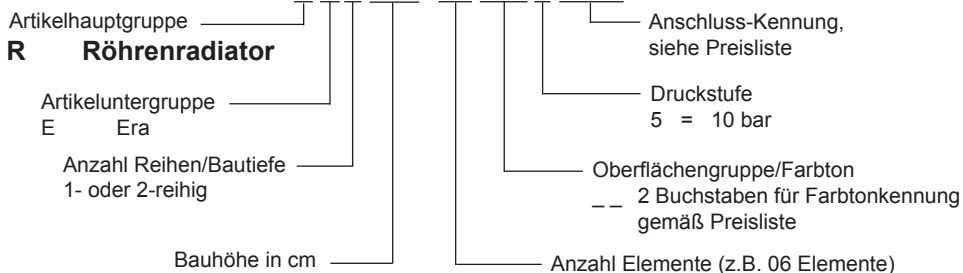 Artikelhauptgruppe
R Röhrenradiator
Artikeluntergruppe
E Era
Anzahl Reihen/Bautiefe
1- oder 2-reihig
Bauhöhe in cm
Anschluss-Kennung,
siehe Preisliste
Druckstufe
5 = 10 bar
Oberflächengruppe/Farbton
_ _ 2 Buchstaben für Farbtonkennung
gemäß Preisliste
Anzahl Elemente (z.B. 06 Elemente)